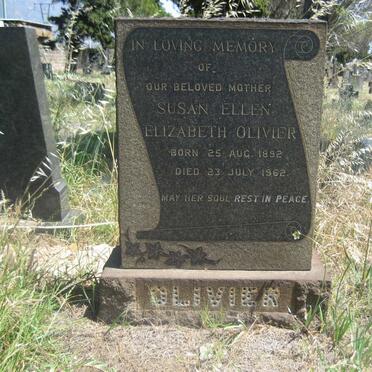 IN LOVING MEMORY
OF
OUR BELOVED MOTHER
SUSAN ELLEN
ELIZABETH OLIVIER
BORN 25 AUG. 1892
DIED 23 JULY 1962.
MAY HER SOUL REST IN PEACE
OLIVIER